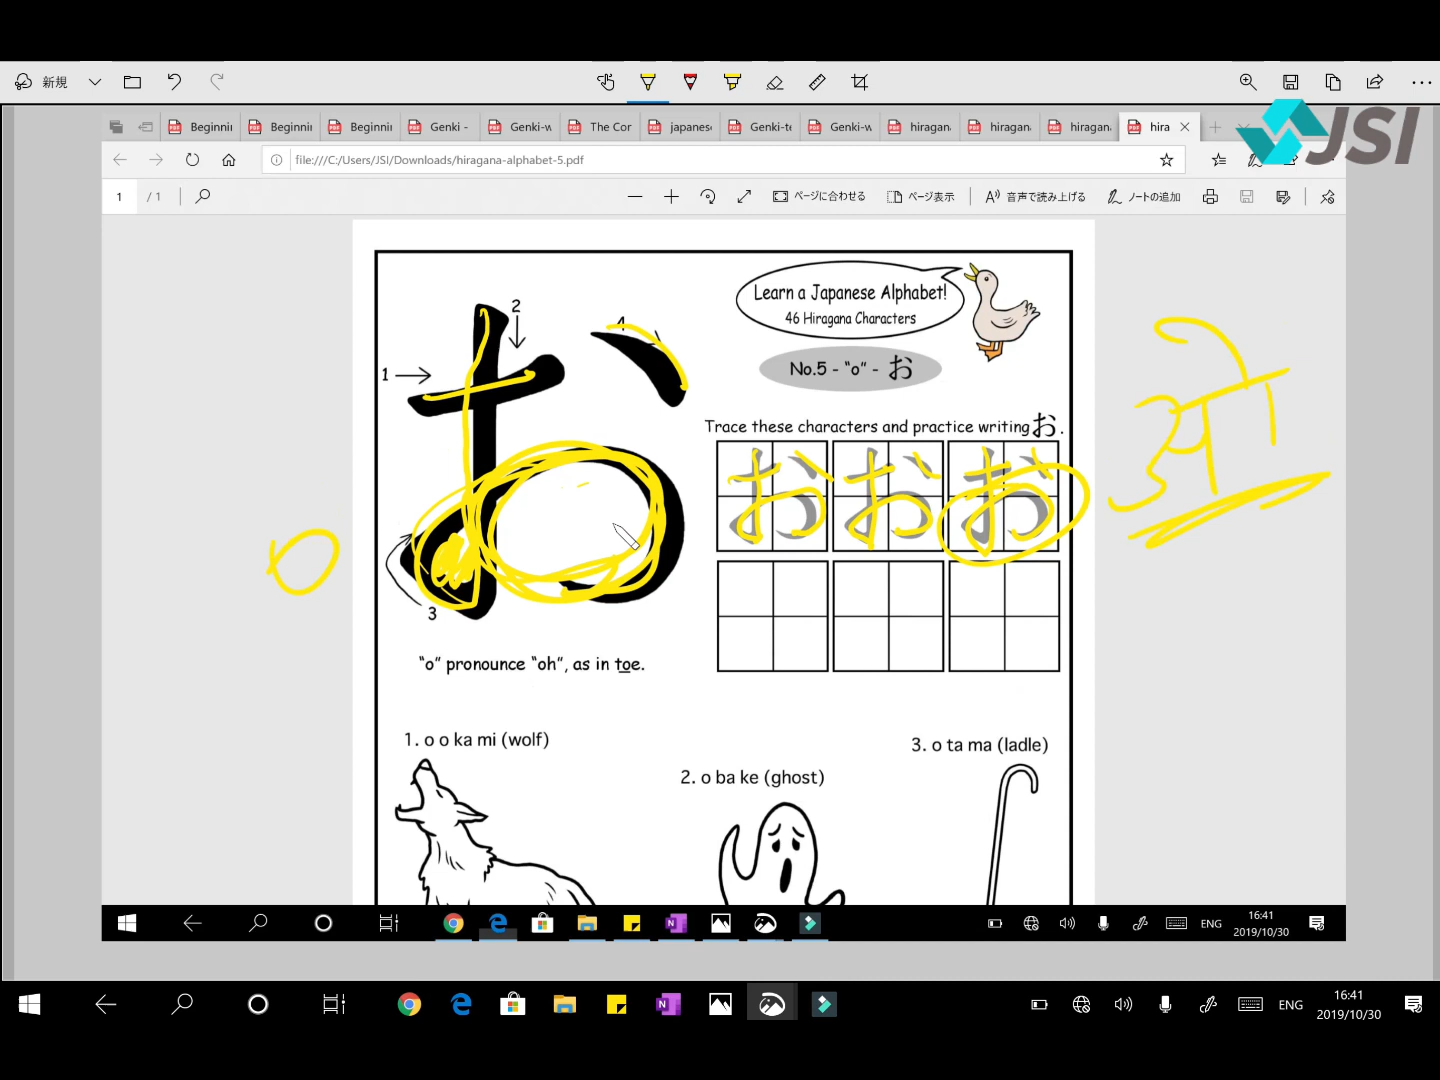 新規
Beginnin
Beginnin
Beginnin
Genki -
Genki-w
The Cor
japanes
Genki-te
Genki-w
hiragan
hiragan
hiragan
hira
JSI
file:///C:/Users/JSI/Downloads/hiragana-alphabet-5.pdf
1 / 1
ページに合わせる
ページ表示
音声で読み上げる
ノートの追加
Learn a Japanese Alphabet!
46 Hiragana Characters
No.5 - “o” - お
1
2
3
4
お
Trace these characters and practice writing お.
お お お
ओ
o
“o” pronounce “oh”, as in toe.
1. o o ka mi (wolf)
2. o ba ke (ghost)
3. o ta ma (ladle)
ENG
16:41
2019/10/30
ENG
16:41
2019/10/30